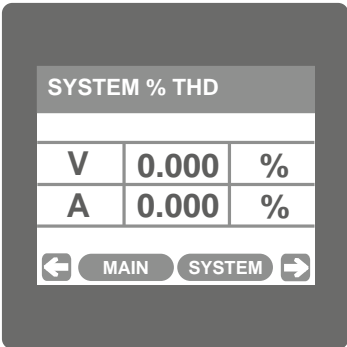 SYSTEM % THD
V 0.000 %
A 0.000 %
MAIN SYSTEM